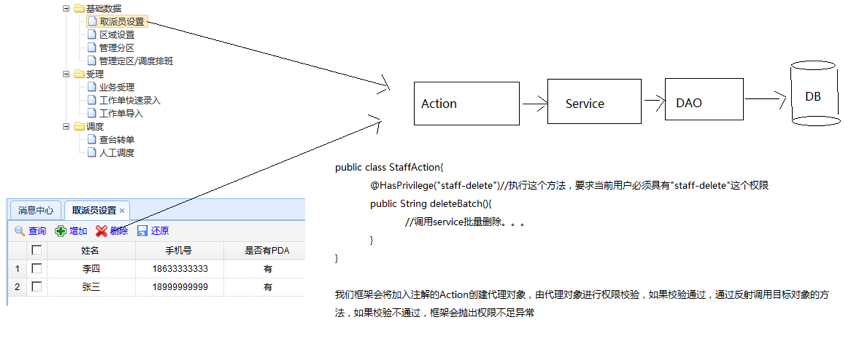 基础数据
取派员设置
区域设置
管理分区
管理定区/调度排班
受理
业务受理
工作单快速录入
工作单导入
调度
查台转单
人工调度
Action
Service
DAO
DB
public class StaffAction{
@HasPrivilege("staff-delete")//执行这个方法，要求当前用户必须具有"staff-delete"这个权限
public String deleteBatch(){
//调用service批量删除。。。
}
}
消息中心 取派员设置 ×
查询 增加 删除 还原
姓名 手机号 是否有PDA
1 李四 18633333333 有
2 张三 18999999999 有
我们框架会将加入注解的Action创建代理对象，由代理对象进行权限校验，如果校验通过，通过反射调用目标对象的方
法，如果校验不通过，框架会抛出权限不足异常